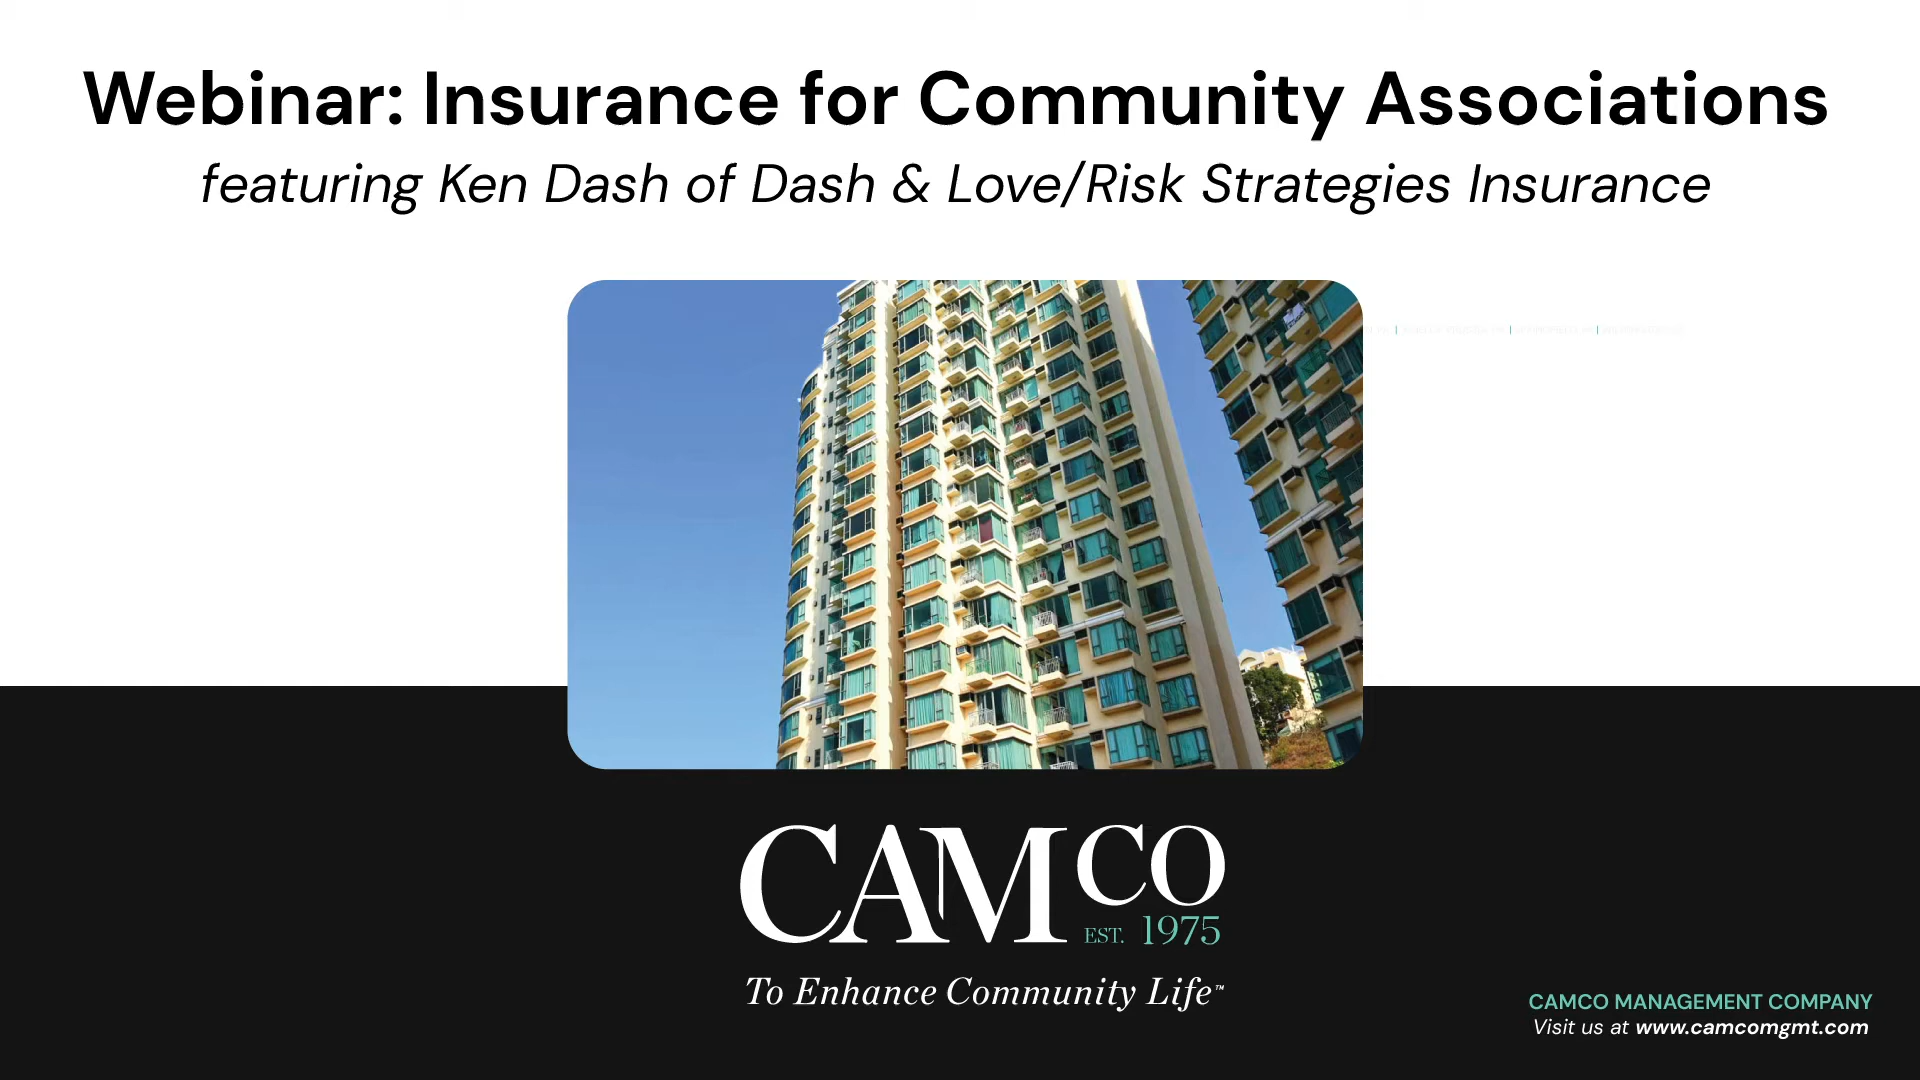 Webinar: Insurance for Community Associations
featuring Ken Dash of Dash & Love/Risk Strategies Insurance
CAMCO
EST. 1975
To Enhance Community Life™
CAMCO MANAGEMENT COMPANY
Visit us at www.camcomgmt.com